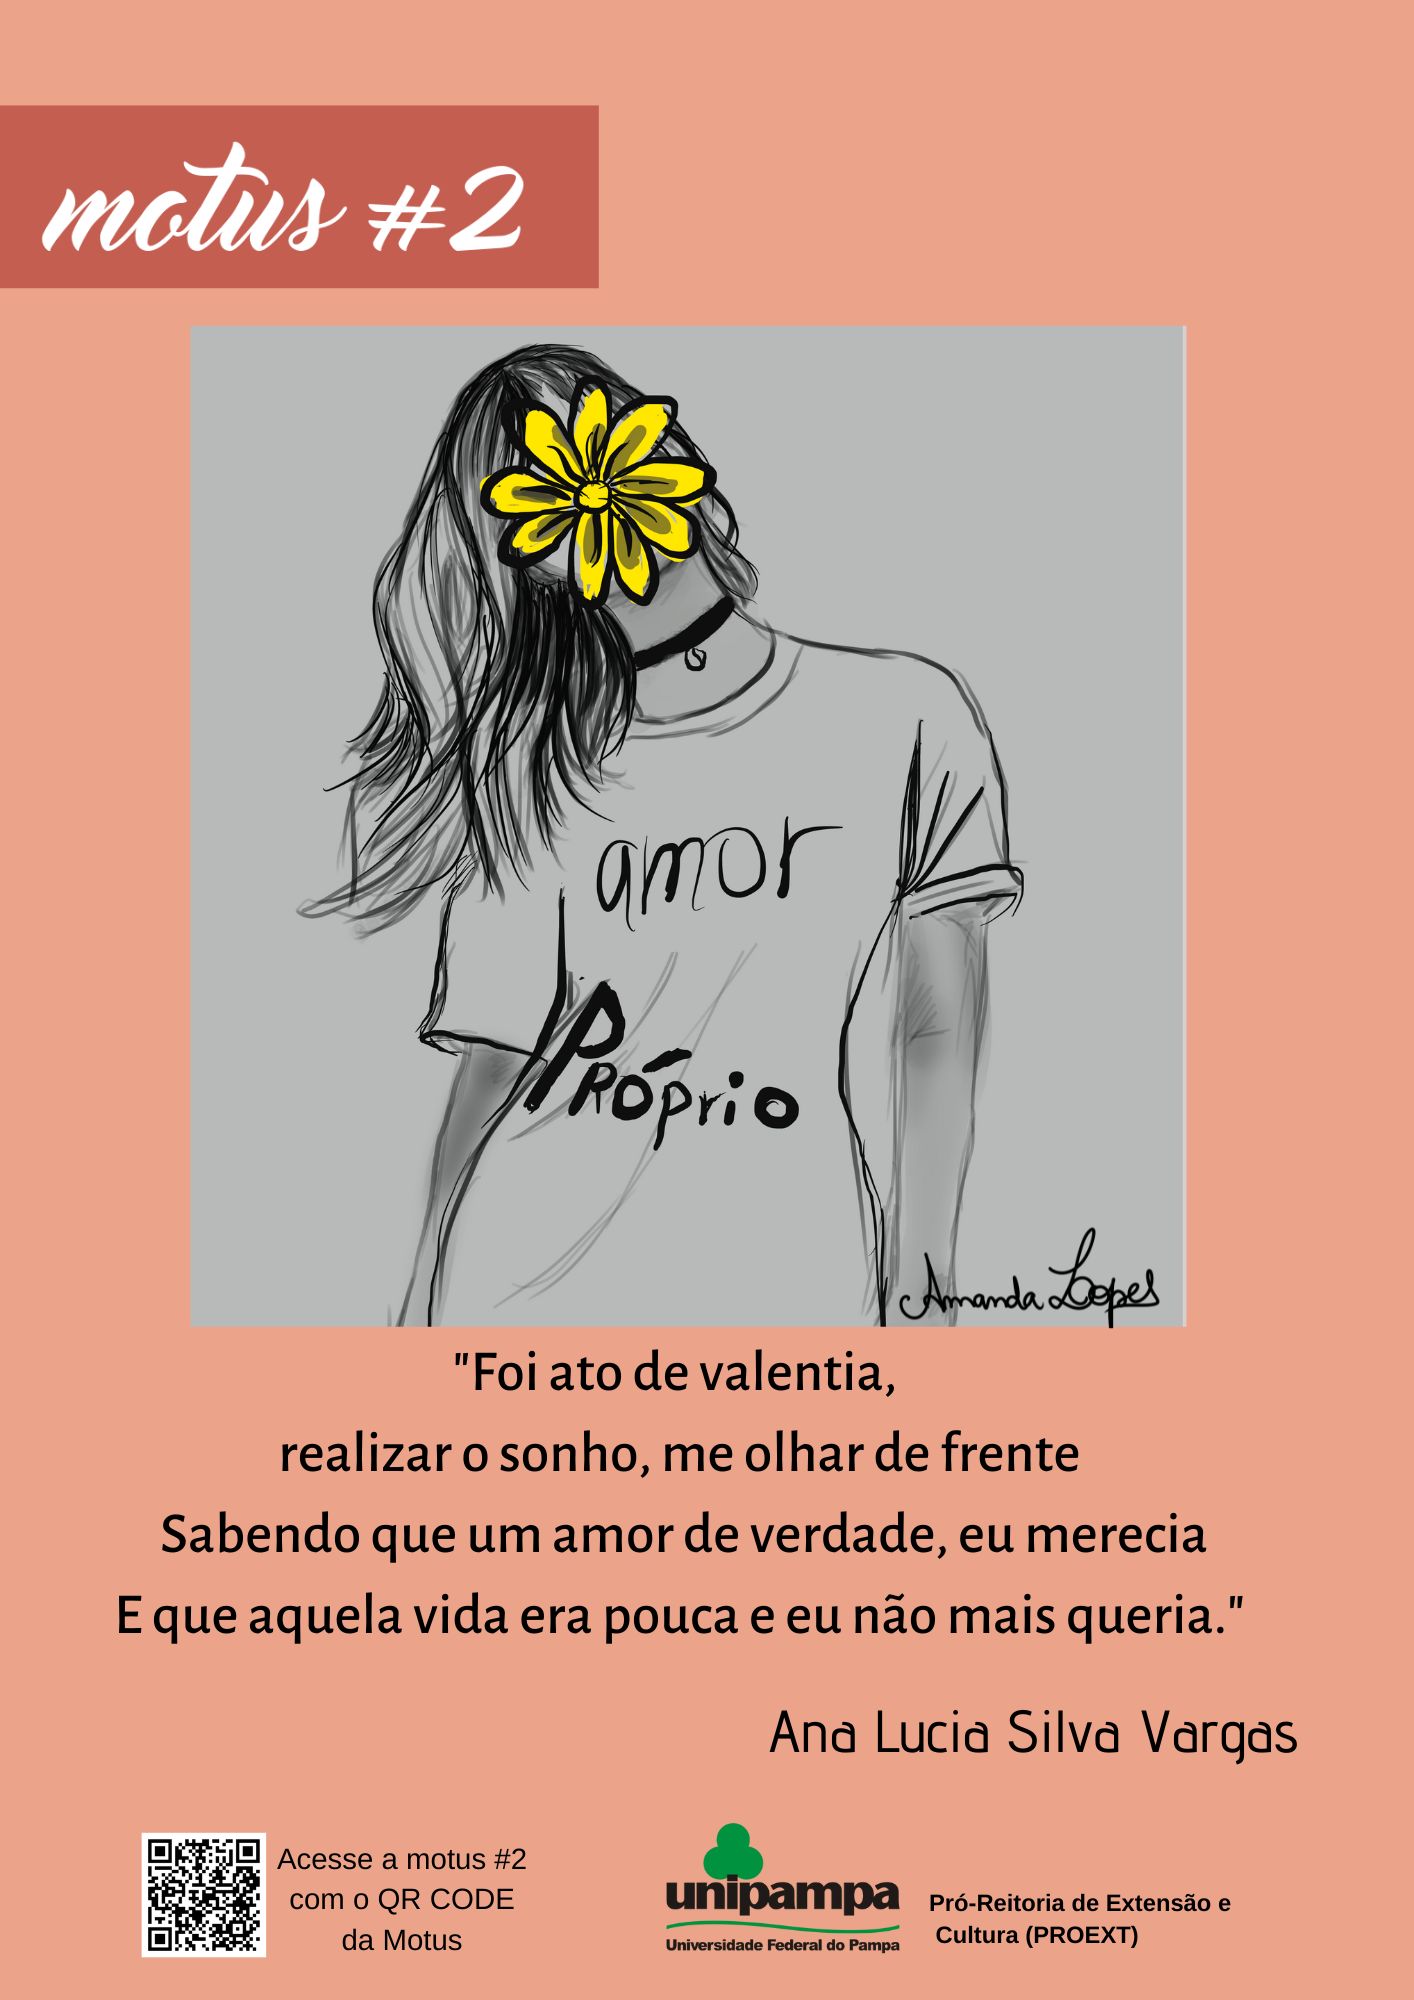 motus #2
amor
PRóprio
Amanda Lopes
"Foi ato de valentia,
realizar o sonho, me olhar de frente
Sabendo que um amor de verdade, eu merecia
E que aquela vida era pouca e eu não mais queria."
Ana Lucia Silva Vargas
Acesse a motus #2
com o QR CODE
da Motus
unipampa
Universidade Federal do Pampa
Pró-Reitoria de Extensão e
Cultura (PROEXT)